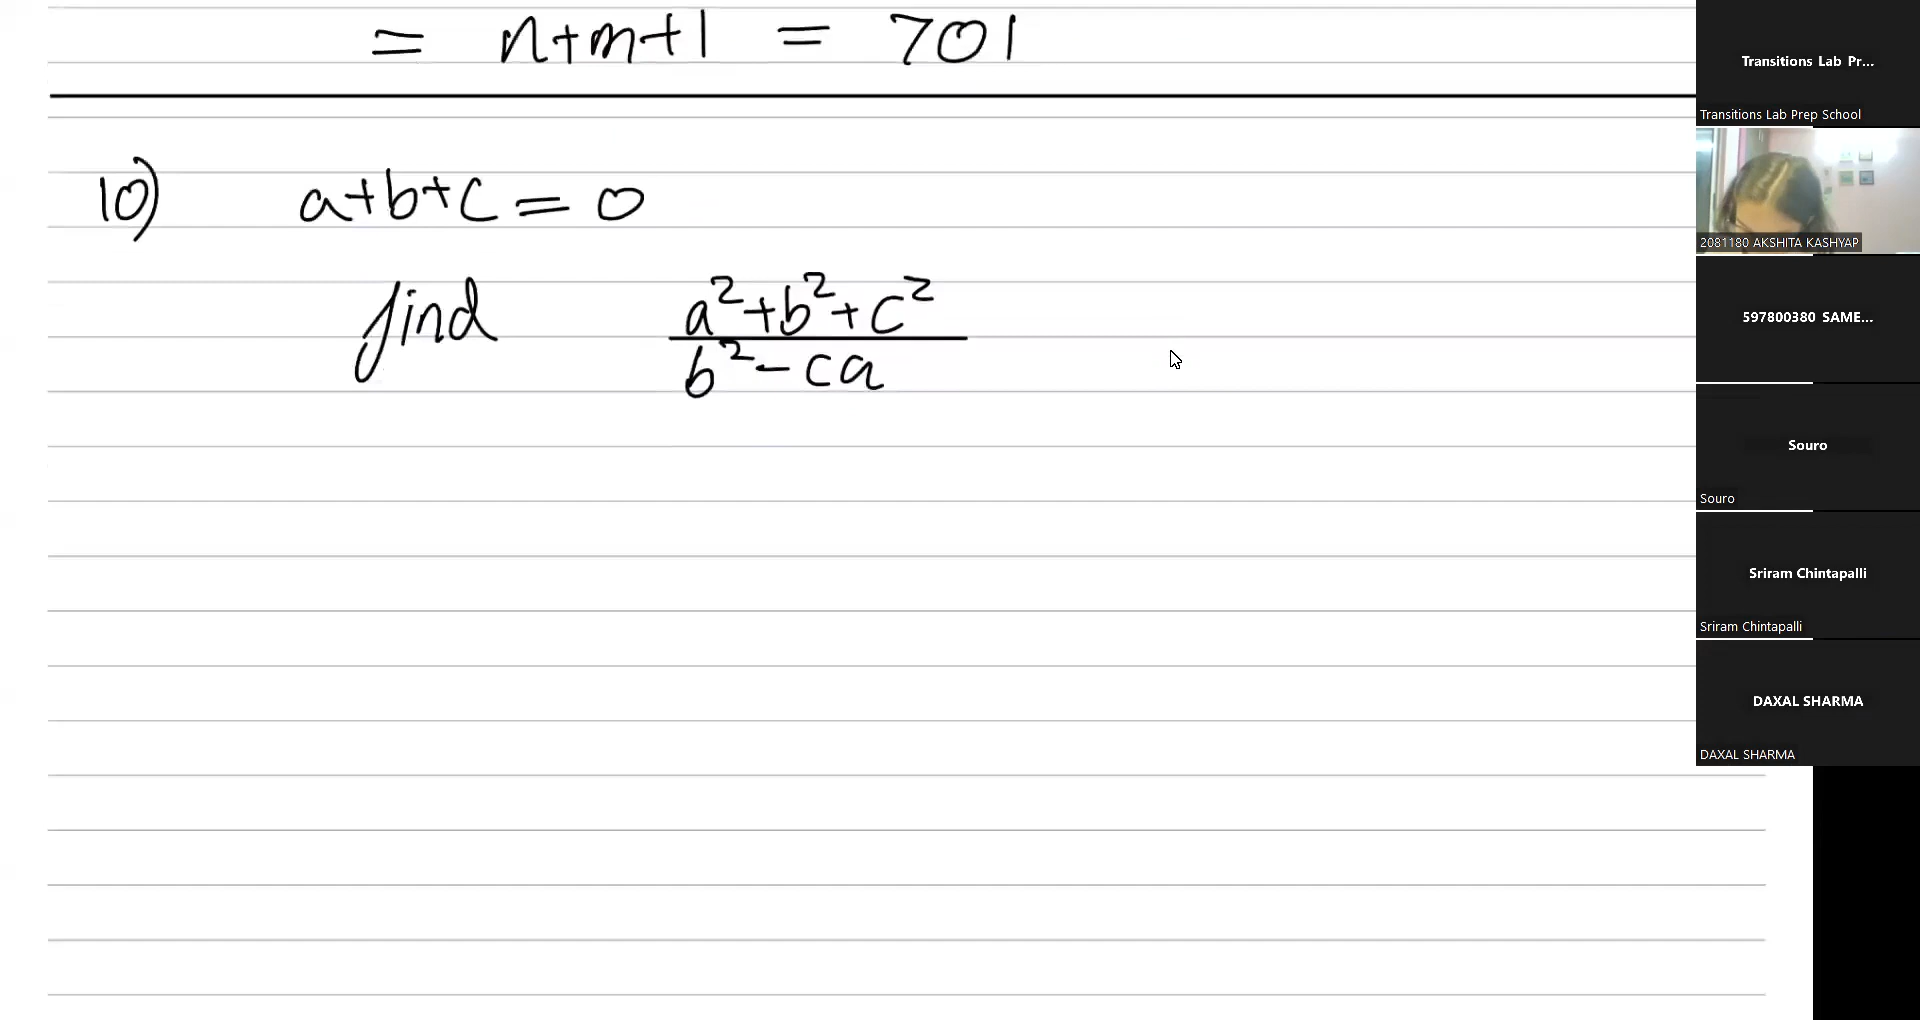 = n+m+1 = 701
10) a+b+c = 0
find a²+b²+c²
b²-ca
Transitions Lab Pr...
Transitions Lab Prep School
2081180 AKSHITA KASHYAP
597800380 SAME...
Souro
Souro
Sriram Chintapalli
Sriram Chintapalli
DAXAL SHARMA
DAXAL SHARMA